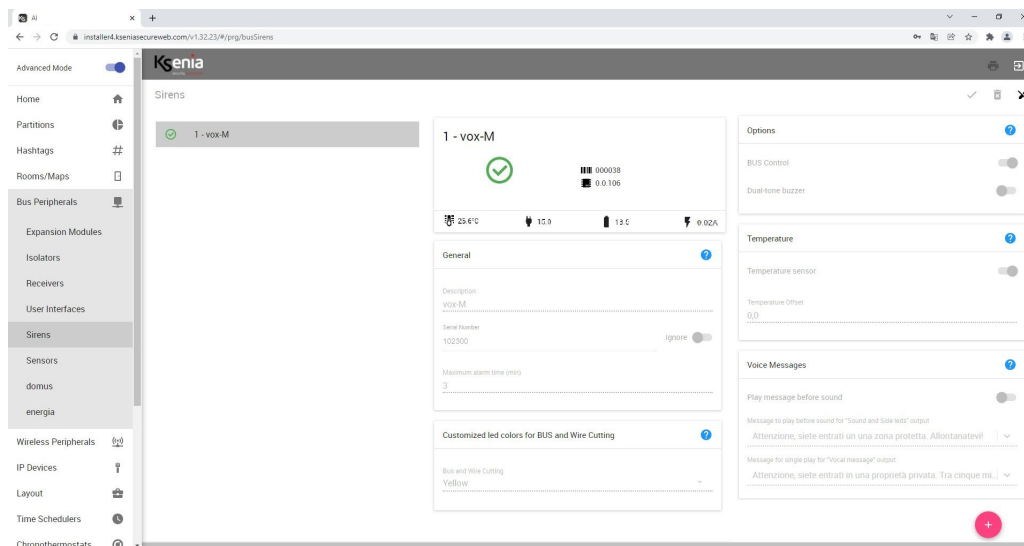 AI
installer4.kseniasecureweb.com/v1.32.23/#/prg/busSirens
Advanced Mode
Ksenia
Home
Partitions
Hashtags
Rooms/Maps
Bus Peripherals
Expansion Modules
Isolators
Receivers
User Interfaces
Sirens
Sensors
domus
energia
Wireless Peripherals
IP Devices
Layout
Time Schedulers
Chronothermostats
Sirens
1 - vox-M
1 - vox-M
000038
0.0.106
25.6°C
15.0
0.02A
General
Description
vox-M
Serial Number
102300
Ignore
Maximum alarm time (min)
3
Customized led colors for BUS and Wire Cutting
Bus and Wire Cutting
Yellow
Options
BUS Control
Dual-tone buzzer
Temperature
Temperature sensor
Temperature Offset
0,0
Voice Messages
Play message before sound
Message to play before sound for "Sound and Side leds" output
Attenzione, siete entrati un una zona protetta. Allontanatevi!
Message for single play for "Vocal message" output
Attenzione, siete entrati in una proprietà privata. Tra cinque mi...